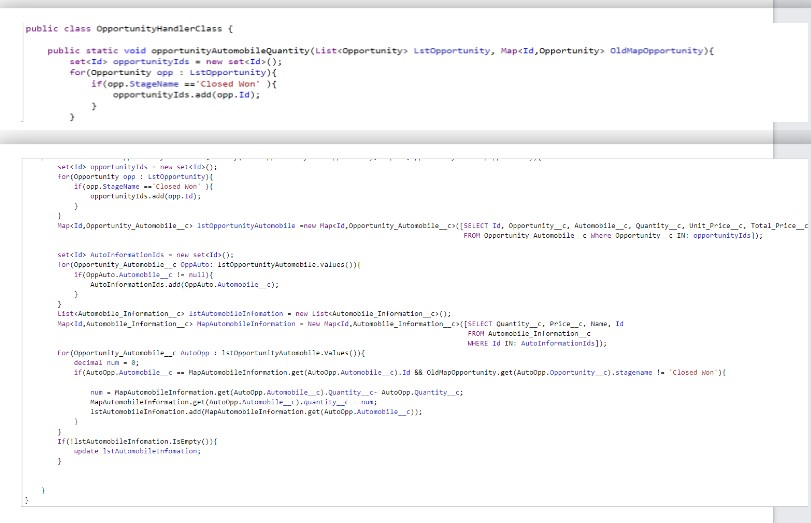 public class OpportunityHandlerClass {
public static void opportunityAutomobileQuantity(List<Opportunity> LstOpportunity, Map<Id,Opportunity> OldMapOpportunity){
set<Id> opportunityIds = new set<Id>();
for(Opportunity opp : LstOpportunity){
if(opp.StageName =='Closed Won' ){
opportunityIds.add(opp.Id);
}
}
set<Id> opportunityIds = new set<Id>();
for(Opportunity opp : LstOpportunity){
if(opp.StageName =='Closed Won' ){
opportunityIds.add(opp.Id);
}
}
Map<Id,Opportunity_Automobile__c> lstOpportunityAutomobile =new Map<Id,Opportunity_Automobile__c>([SELECT Id, Opportunity__c, Automobile__c, Quantity__c, Unit_Price__c, Total_Price__c
FROM Opportunity_Automobile__c Where Opportunity__c IN: opportunityIds]);
set<Id> AutoInformationIds = new set<Id>();
for(Opportunity_Automobile__c OppAuto: lstOpportunityAutomobile.values()){
if(OppAuto.Automobile__c != null){
AutoInformationIds.add(OppAuto.Automobile__c);
}
}
List<Automobile_Information__c> lstAutomobileInfomation = new List<Automobile_Information__c>();
Map<Id,Automobile_Information__c> MapAutomobileInformation = New Map<Id,Automobile_Information__c>([SELECT Quantity__c, Price__c, Name, Id
FROM Automobile_Information__c
WHERE Id IN: AutoInformationIds]);
for(Opportunity_Automobile__c AutoOpp : lstOpportunityAutomobile.Values()){
decimal num = 0;
if(AutoOpp.Automobile__c == MapAutomobileInformation.get(AutoOpp.Automobile__c).Id && OldMapOpportunity.get(AutoOpp.Opportunity__c).stagename != 'Closed Won'){
num = MapAutomobileInformation.get(AutoOpp.Automobile__c).Quantity__c- AutoOpp.Quantity__c;
MapAutomobileInformation.get(AutoOpp.Automobile__c).quantity__c = num;
lstAutomobileInfomation.add(MapAutomobileInformation.get(AutoOpp.Automobile__c));
}
}
If(!lstAutomobileInfomation.IsEmpty()){
update lstAutomobileInfomation;
}
}
}